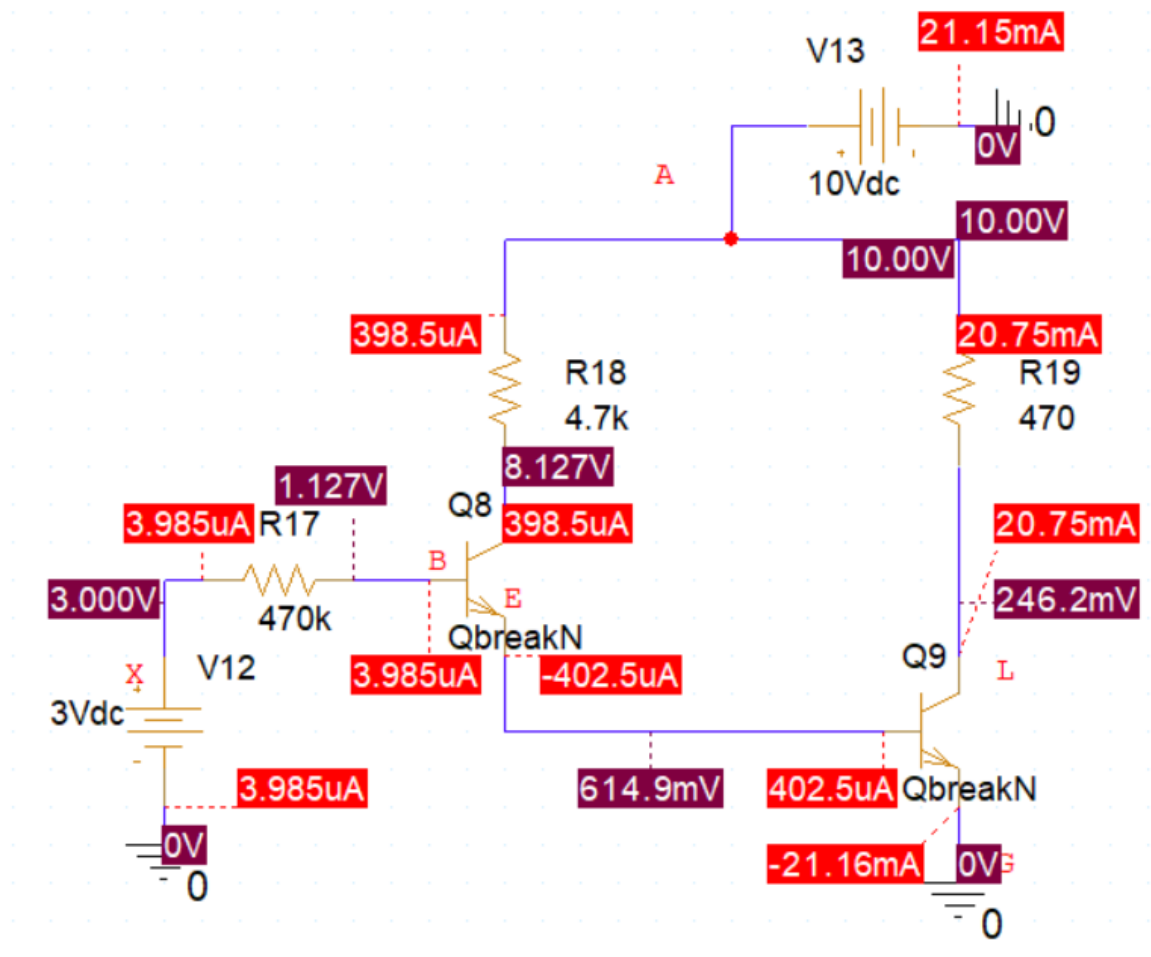 21.15mA
V13
0
0V
A
10Vdc
10.00V
10.00V
398.5uA
20.75mA
R18
4.7k
R19
470
8.127V
1.127V
Q8
398.5uA
3.985uA
R17
20.75mA
B
3.000V
470k
E
246.2mV
QbreakN
X
V12
3.985uA
-402.5uA
Q9
L
+
3Vdc
-
3.985uA
614.9mV
402.5uA
QbreakN
0V
0
-21.16mA
0V
G
0